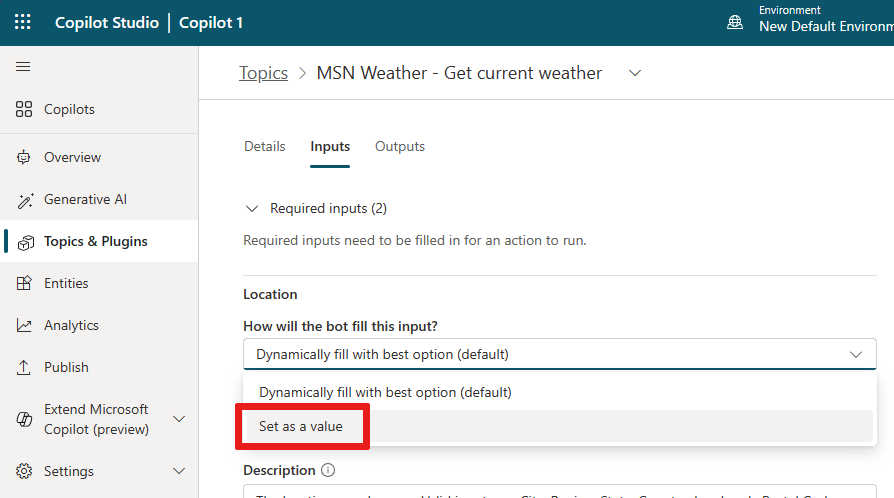 Copilot Studio | Copilot 1
Environment
New Default Environm
Topics > MSN Weather - Get current weather
Copilots
Overview
Generative AI
Topics & Plugins
Entities
Analytics
Publish
Extend Microsoft
Copilot (preview)
Settings
Details Inputs Outputs
Required inputs (2)
Required inputs need to be filled in for an action to run.
Location
How will the bot fill this input?
Dynamically fill with best option (default)
Dynamically fill with best option (default)
Set as a value
Description